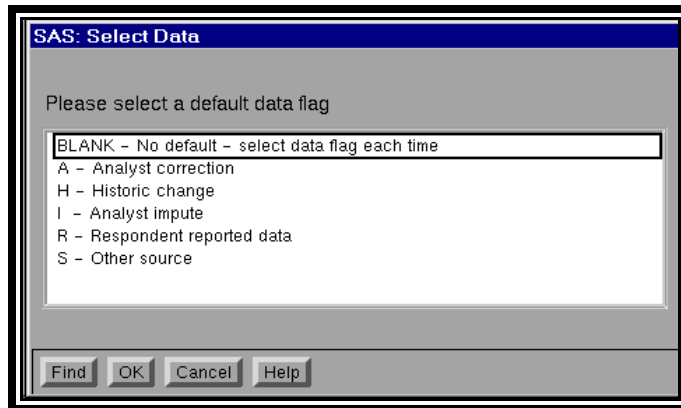 SAS: Select Data
Please select a default data flag
BLANK – No default – select data flag each time
A – Analyst correction
H – Historic change
I – Analyst impute
R – Respondent reported data
S – Other source
Find OK Cancel Help